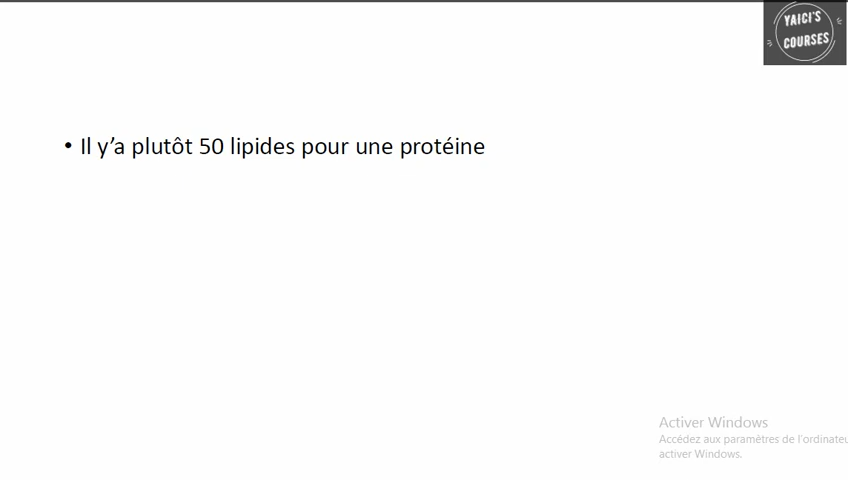 YAICI'S
COURSES
• Il y’a plutôt 50 lipides pour une protéine
Activer Windows
Accédez aux paramètres de l'ordinateu
activer Windows.